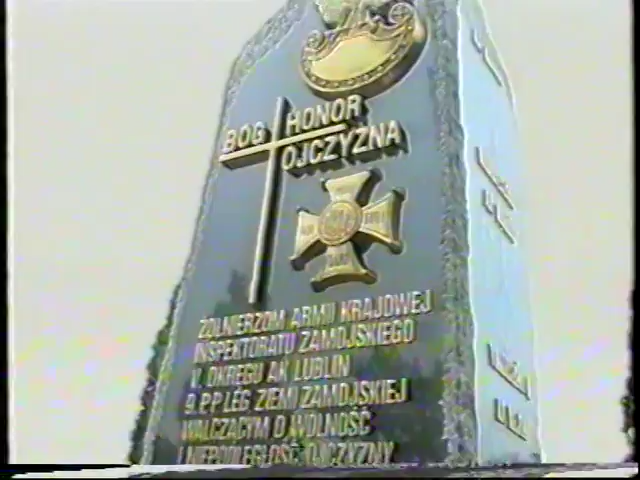 BÓG HONOR
OJCZYZNA
ŻOŁNIERZOM ARMII KRAJOWEJ
INSPEKTORATU ZAMOJSKIEGO
OKRĘGU AK LUBLIN
9. P.P. LEG. ZIEMI ZAMOJSKIEJ
WALCZĄCYM O WOLNOŚĆ
I NIEPODLEGŁOŚĆ OJCZYZNY